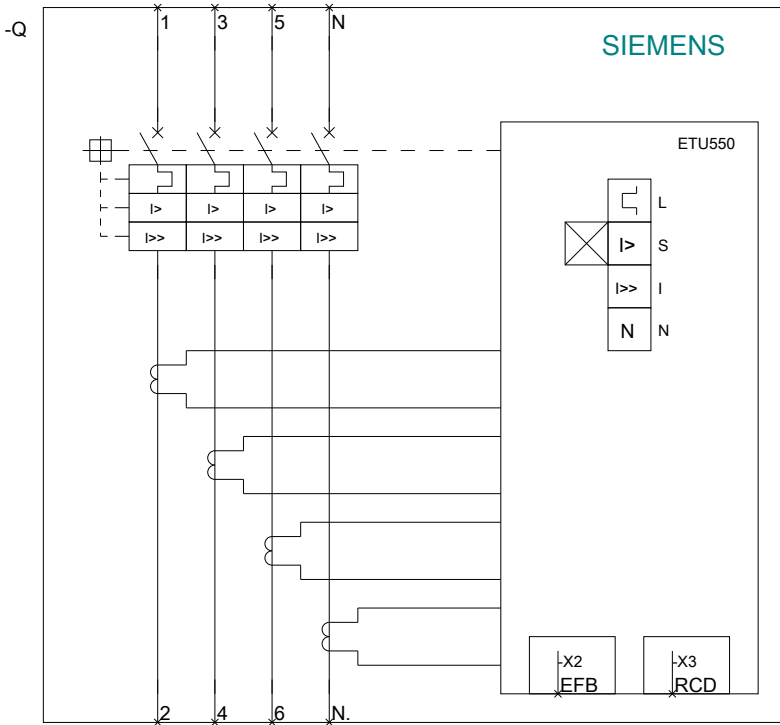 -Q
1 3 5 N
SIEMENS
ETU550
I> I> I> I>
I>> I>> I>> I>>
L
I> S
I>> I
N N
-X2
EFB
-X3
RCD
2 4 6 N.